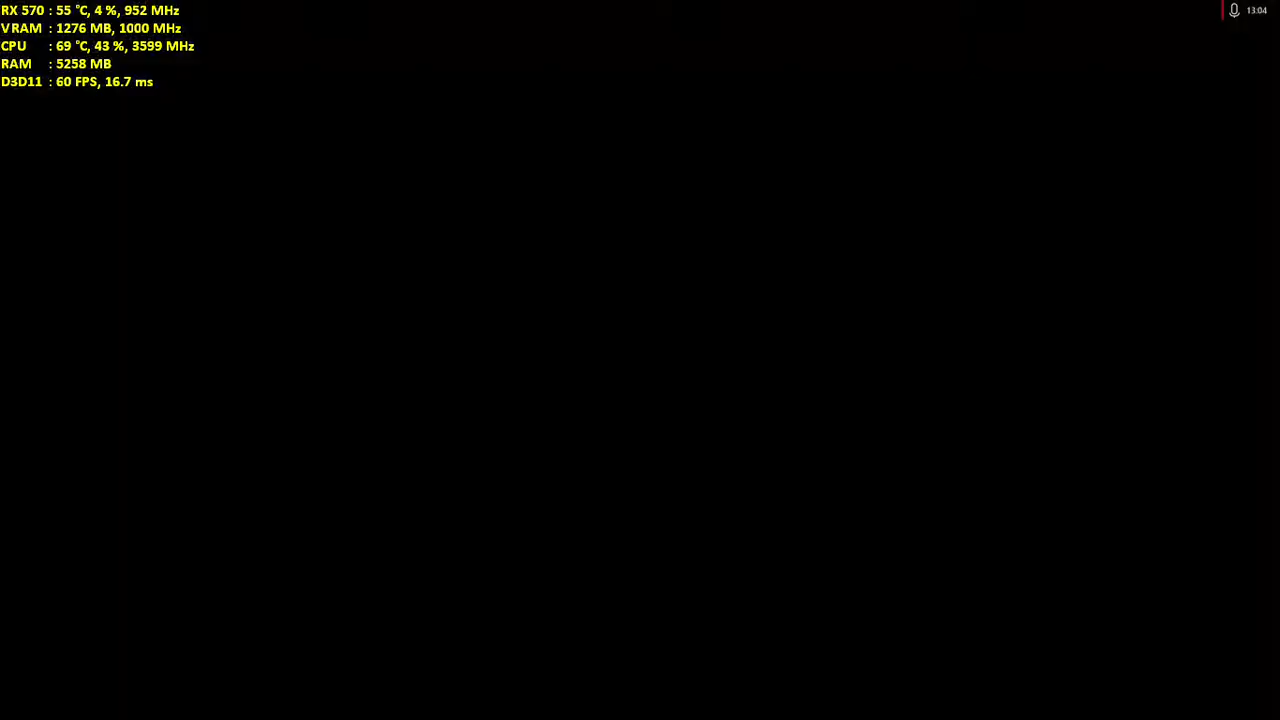 RX 570 : 55 °C, 4 %, 952 MHz
VRAM : 1276 MB, 1000 MHz
CPU : 69 °C, 43 %, 3599 MHz
RAM : 5258 MB
D3D11 : 60 FPS, 16.7 ms
13:04